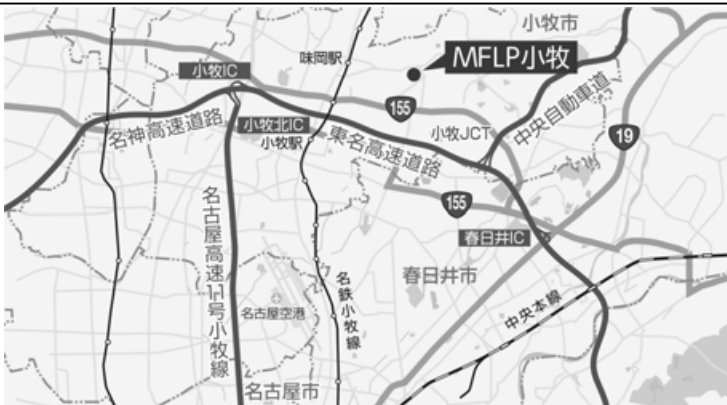 小牧市
MFLP小牧
味岡駅
小牧IC
155
中央自動車道
小牧北IC
小牧JCT
19
名神高速道路
小牧駅
東名高速道路
155
春日井IC
名古屋高速11号小牧線
春日井市
名古屋空港
名鉄小牧線
中央本線
名古屋市